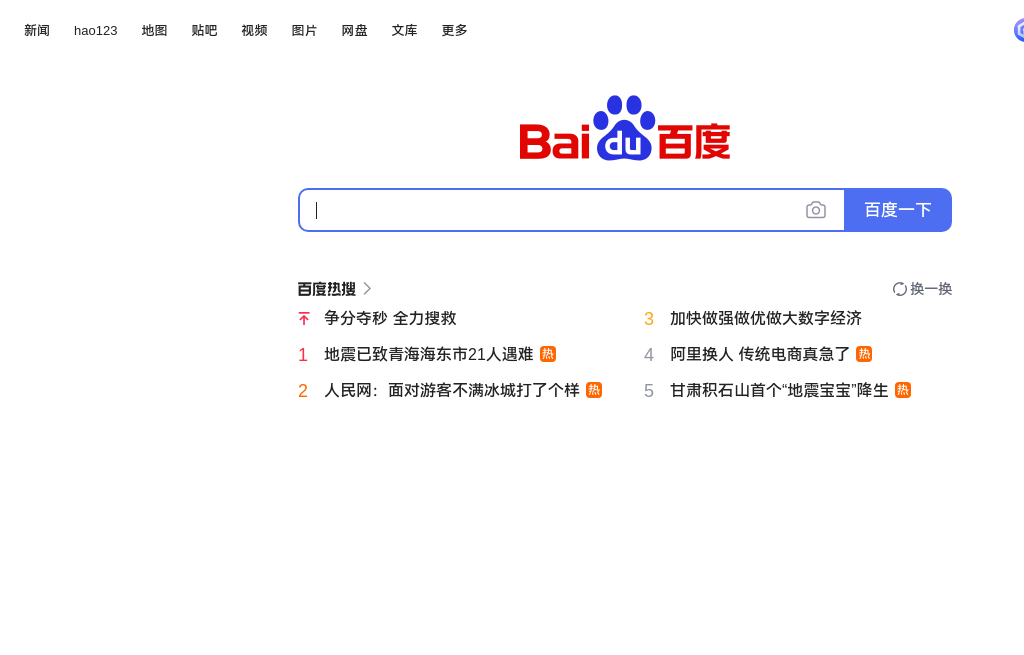 新闻 hao123 地图 贴吧 视频 图片 网盘 文库 更多
Bai du 百度
百度一下
百度热搜 换一换
争分夺秒 全力搜救
1 地震已致青海海东市21人遇难 热
2 人民网：面对游客不满冰城打了个样 热
3 加快做强做优做大数字经济
4 阿里换人 传统电商真急了 热
5 甘肃积石山首个“地震宝宝”降生 热